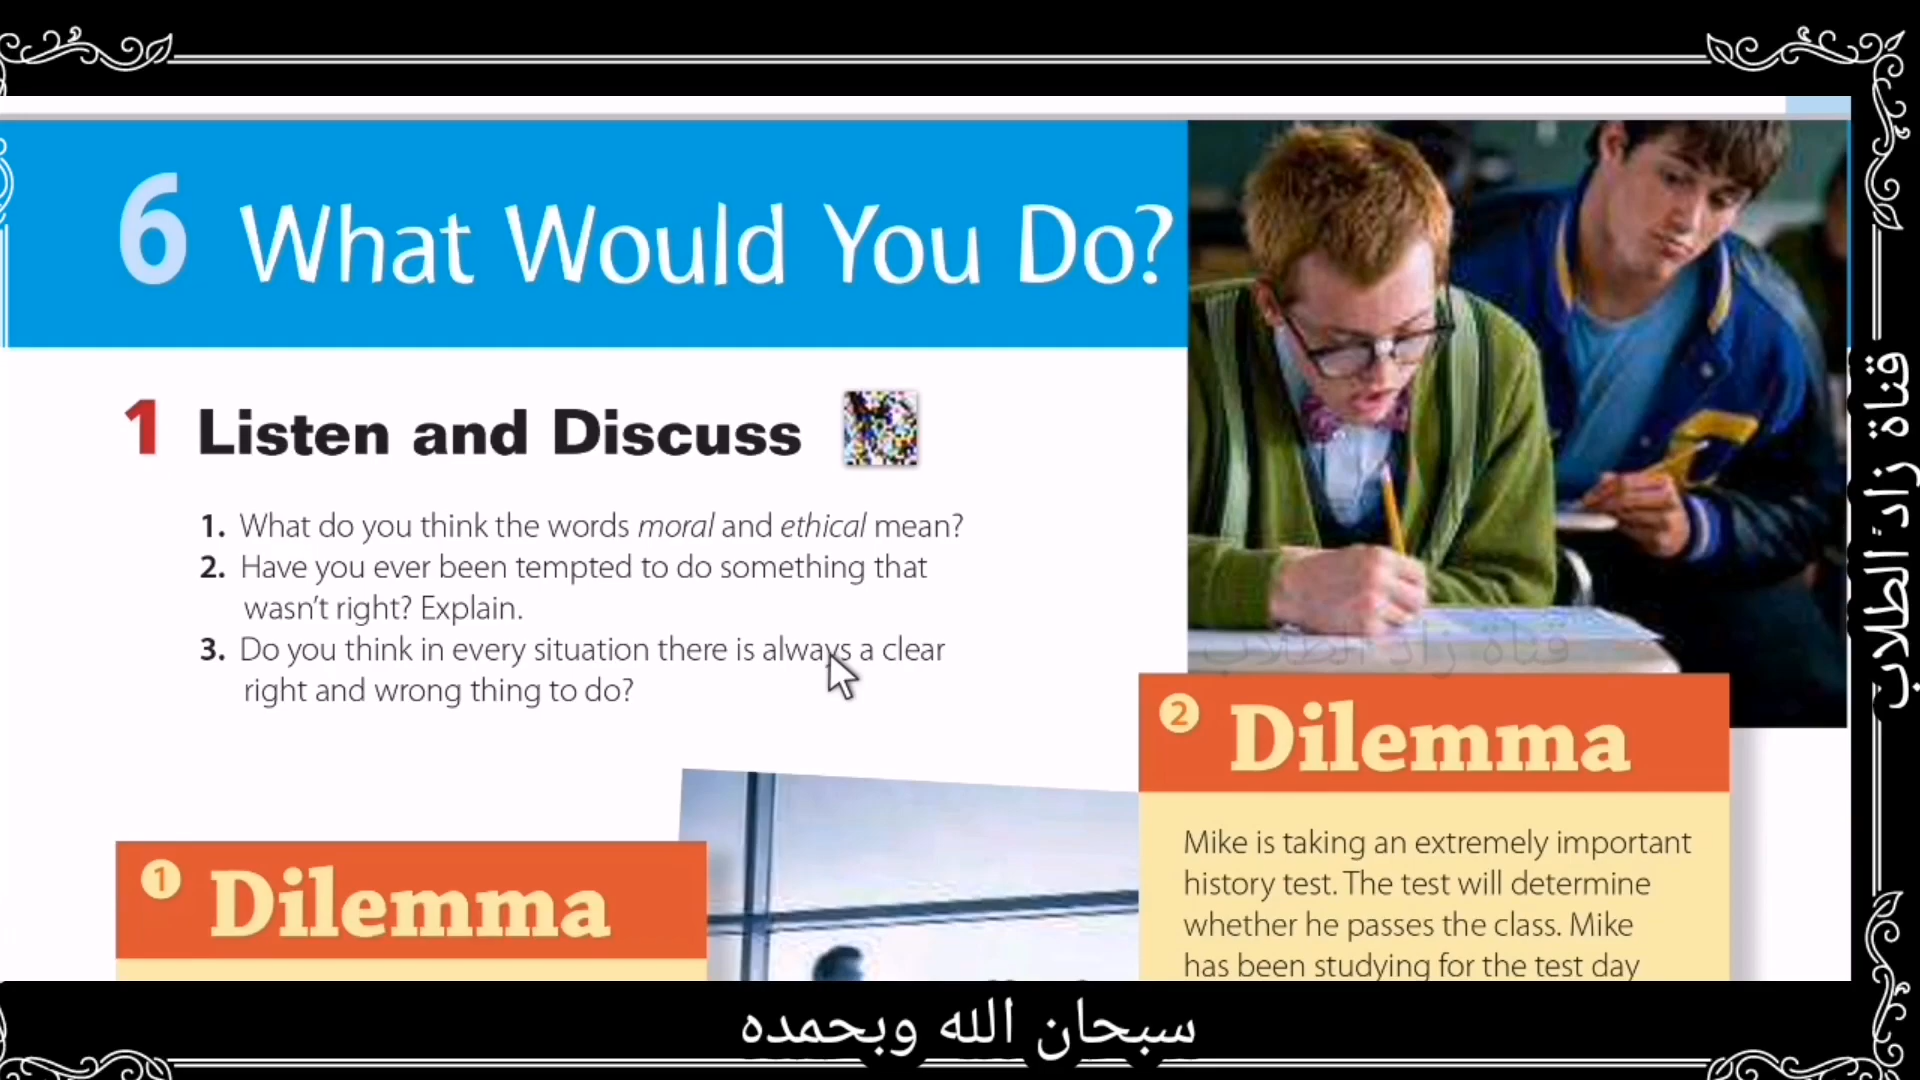 6 What Would You Do?
1 Listen and Discuss
1. What do you think the words moral and ethical mean?
2. Have you ever been tempted to do something that
wasn't right? Explain.
3. Do you think in every situation there is always a clear
right and wrong thing to do?
1 Dilemma
2 Dilemma
Mike is taking an extremely important
history test. The test will determine
whether he passes the class. Mike
has been studying for the test day
قناة زاد الطلاب
قناة زاد الطلاب
سبحان الله وبحمده